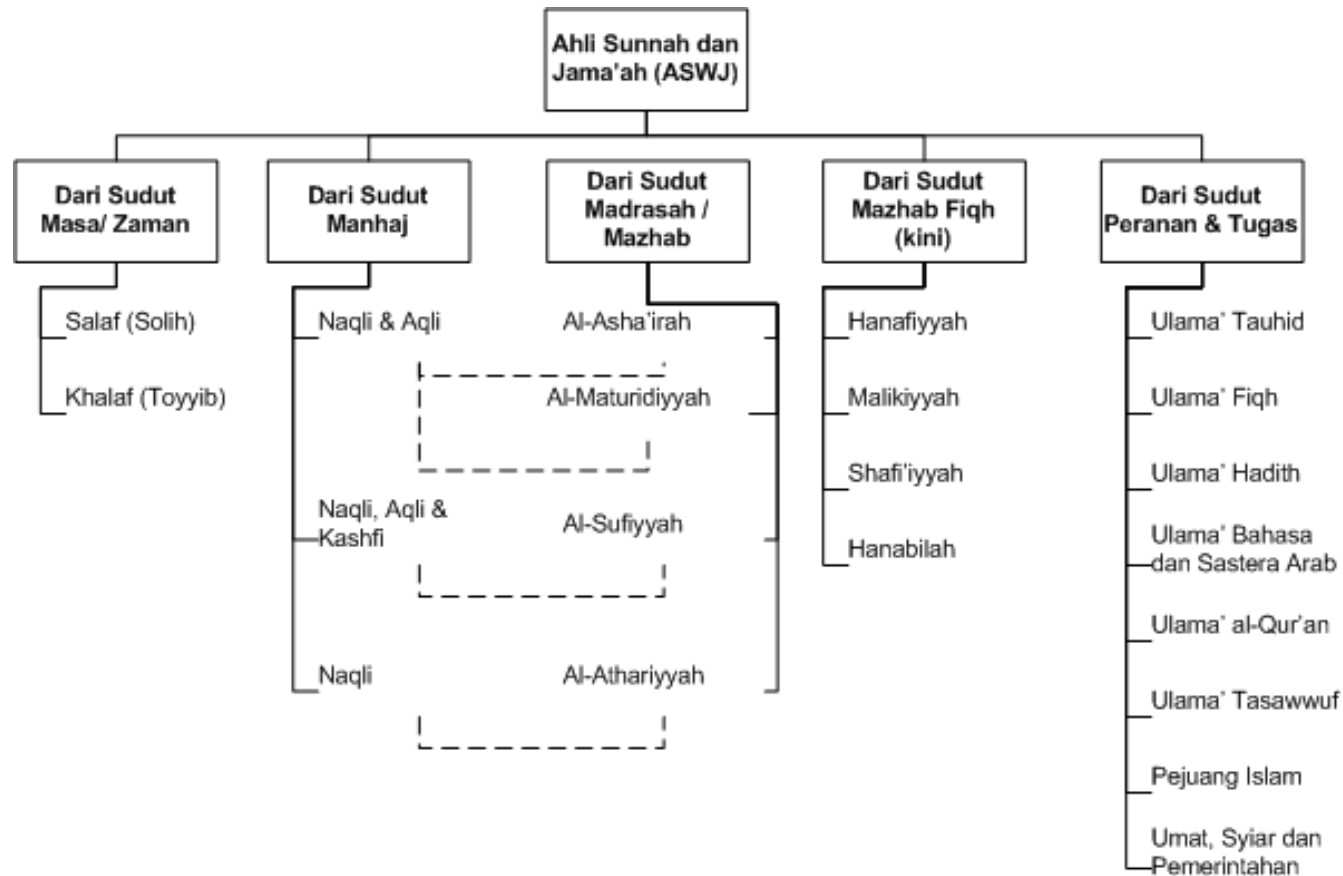 Ahli Sunnah dan
Jama'ah (ASWJ)
Dari Sudut
Masa/ Zaman
Salaf (Solih)
Khalaf (Toyyib)
Dari Sudut
Manhaj
Naqli & Aqli
Naqli, Aqli &
Kashfi
Naqli
Dari Sudut
Madrasah /
Mazhab
Al-Asha'irah
Al-Maturidiyyah
Al-Sufiyyah
Al-Athariyyah
Dari Sudut
Mazhab Fiqh
(kini)
Hanafiyyah
Malikiyyah
Shafi'iyyah
Hanabilah
Dari Sudut
Peranan & Tugas
Ulama' Tauhid
Ulama' Fiqh
Ulama' Hadith
Ulama' Bahasa
dan Sastera Arab
Ulama' al-Qur'an
Ulama' Tasawwuf
Pejuang Islam
Umat, Syiar dan
Pemerintahan